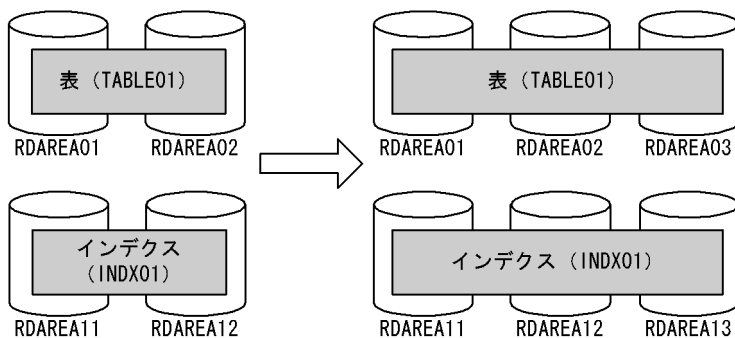 表（TABLE01）
RDAREA01 RDAREA02
表（TABLE01）
RDAREA01 RDAREA02 RDAREA03
インデクス
（INDX01）
RDAREA11 RDAREA12
インデクス（INDX01）
RDAREA11 RDAREA12 RDAREA13